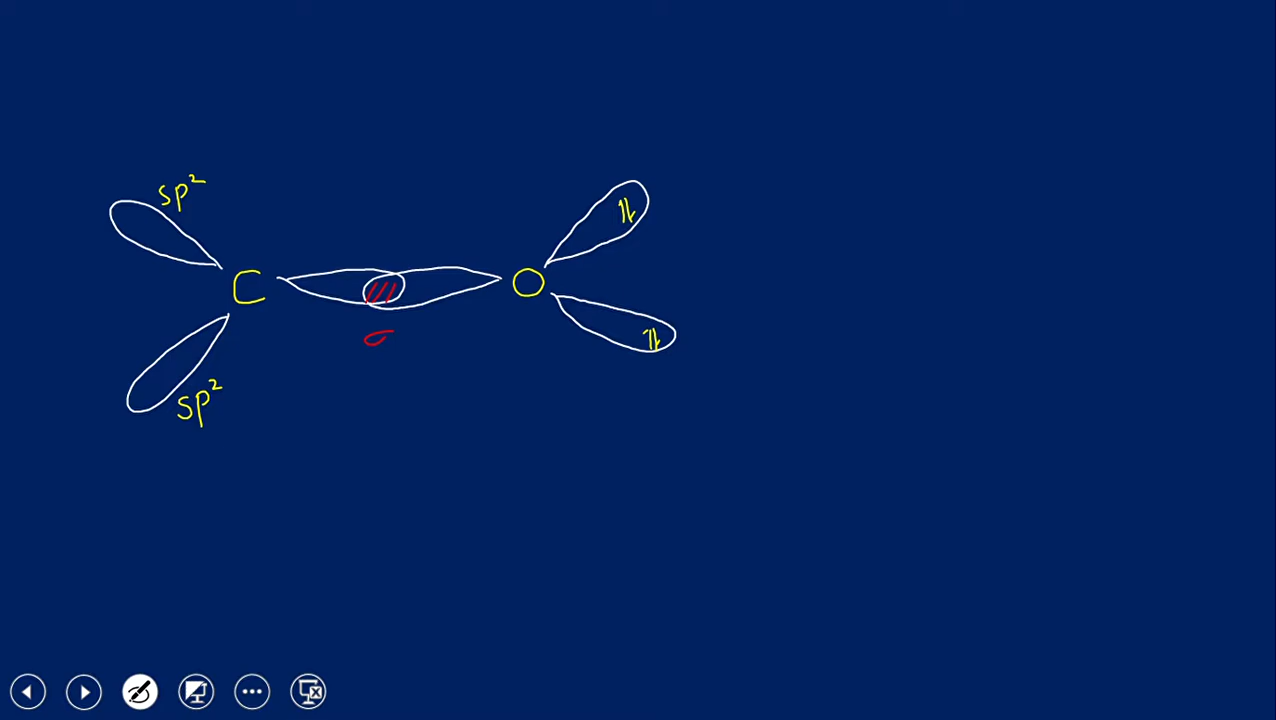 sp²
⥮
C O
σ
⥮
sp²